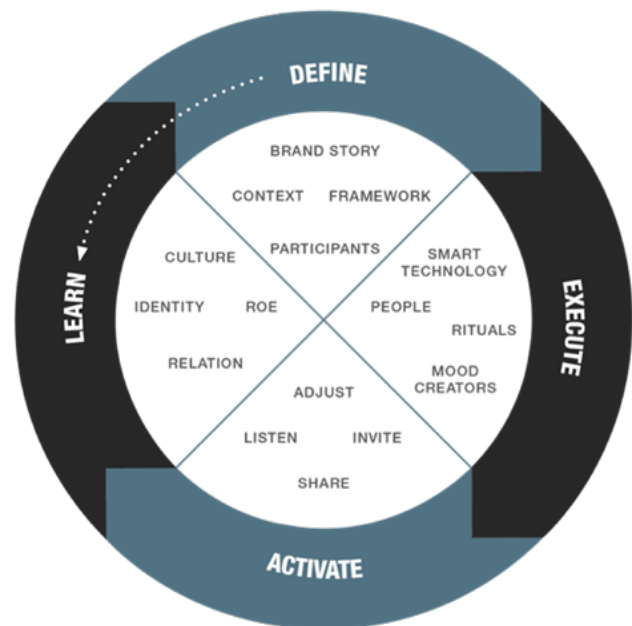 DEFINE
BRAND STORY
CONTEXT FRAMEWORK
PARTICIPANTS
LEARN
CULTURE
IDENTITY ROE
RELATION
EXECUTE
SMART
TECHNOLOGY
PEOPLE
RITUALS
MOOD
CREATORS
ADJUST
LISTEN INVITE
SHARE
ACTIVATE